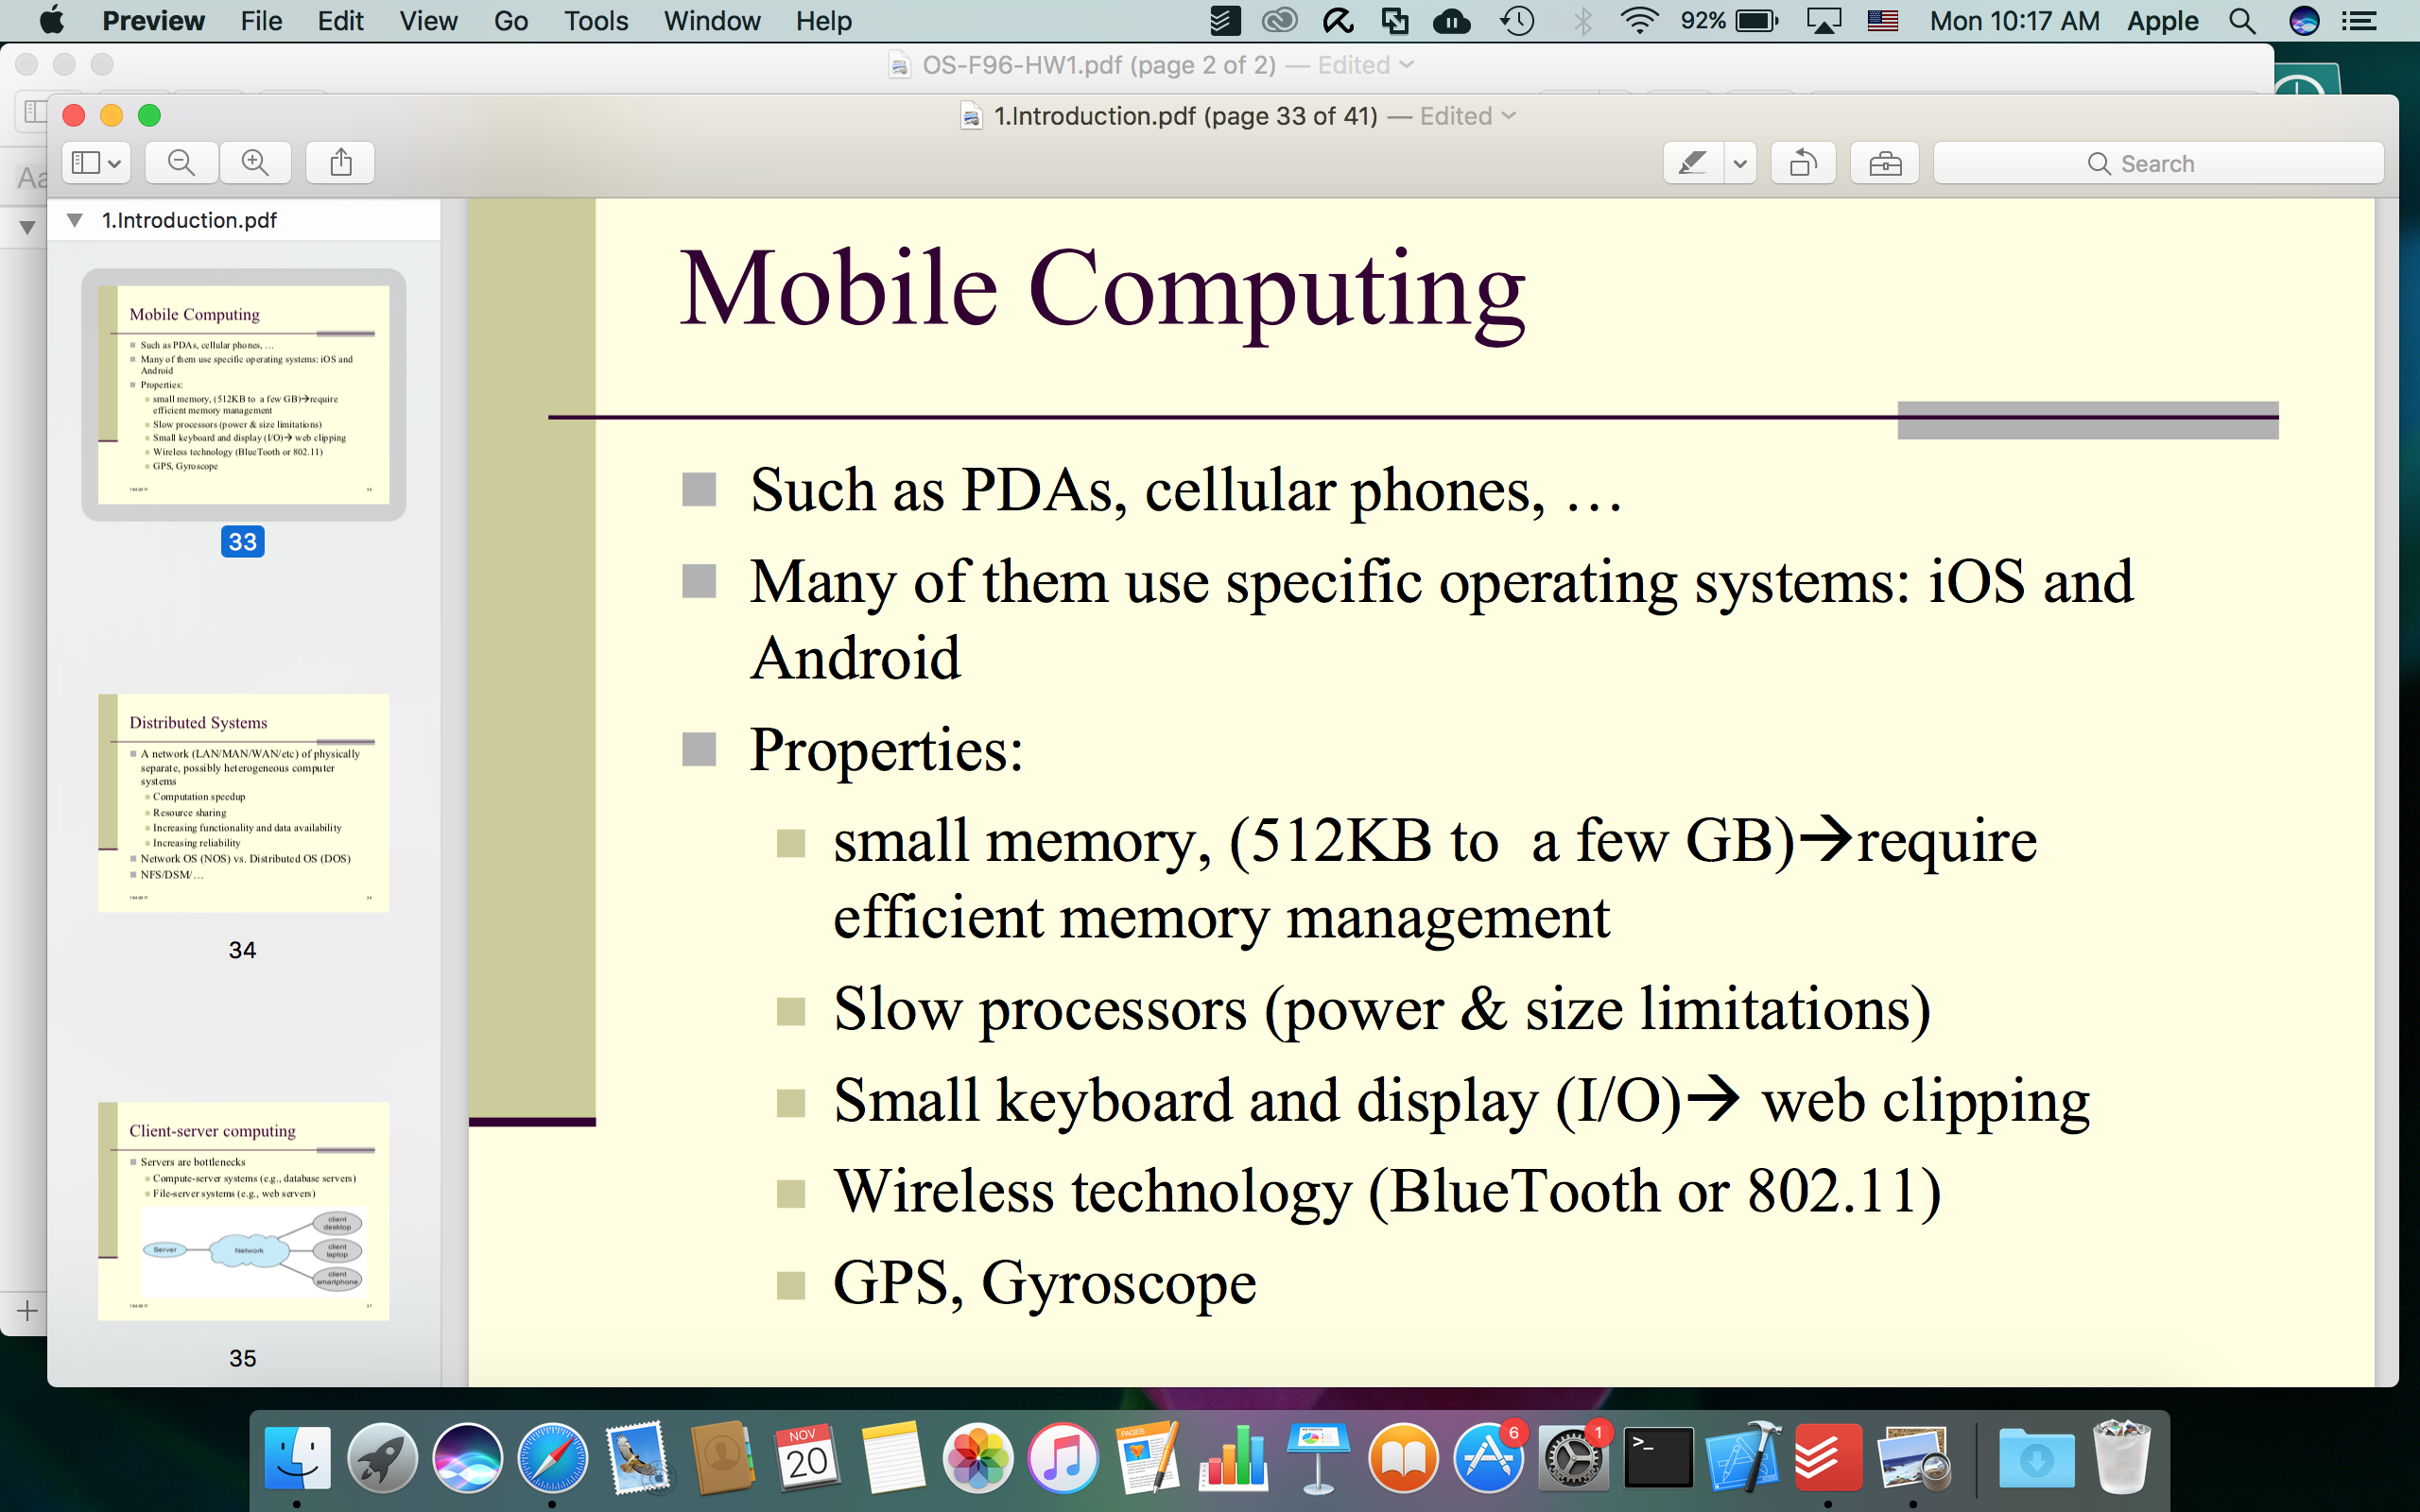 Preview File Edit View Go Tools Window Help
92% Mon 10:17 AM Apple
OS-F96-HW1.pdf (page 2 of 2) — Edited
1.Introduction.pdf (page 33 of 41) — Edited
Search
1.Introduction.pdf
Mobile Computing
Such as PDAs, cellular phones, …
Many of them use specific operating systems: iOS and
Android
Properties:
small memory, (512KB to a few GB)→require
efficient memory management
Slow processors (power & size limitations)
Small keyboard and display (I/O)→ web clipping
Wireless technology (BlueTooth or 802.11)
GPS, Gyroscope
33
Distributed Systems
A network (LAN/MAN/WAN/etc) of physically
separate, possibly heterogeneous computer
systems
Computation speedup
Resource sharing
Increasing functionality and data availability
Increasing reliability
Network OS (NOS) vs. Distributed OS (DOS)
NFS/DSM/…
34
Client-server computing
Servers are bottlenecks
Compute-server systems (e.g., database servers)
File-server systems (e.g., web servers)
Server
Network
client
desktop
client
laptop
client
smartphone
35
Mobile Computing
Such as PDAs, cellular phones, …
Many of them use specific operating systems: iOS and
Android
Properties:
small memory, (512KB to a few GB)→require
efficient memory management
Slow processors (power & size limitations)
Small keyboard and display (I/O)→ web clipping
Wireless technology (BlueTooth or 802.11)
GPS, Gyroscope
NOV
20
PAGES
6
1